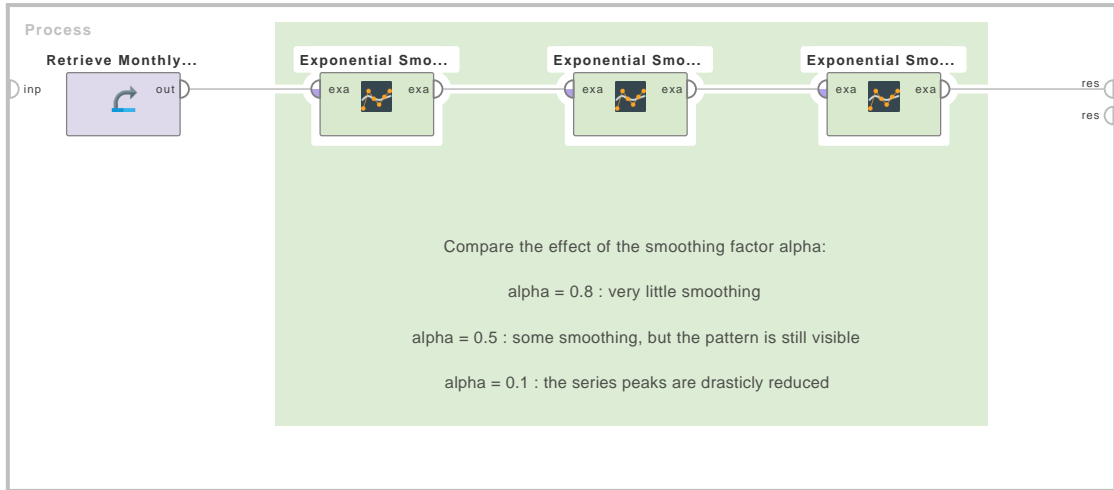 Process
Retrieve Monthly...
Exponential Smo...
Exponential Smo...
Exponential Smo...
inp
out
exa
exa
exa
exa
exa
exa
res
res
Compare the effect of the smoothing factor alpha:
alpha = 0.8 : very little smoothing
alpha = 0.5 : some smoothing, but the pattern is still visible
alpha = 0.1 : the series peaks are drasticly reduced